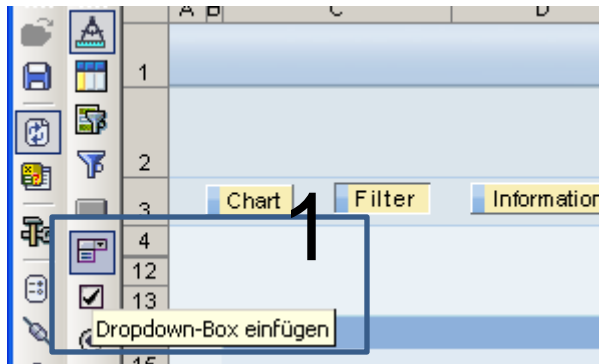 A B C D
1
2
3 Chart Filter Information
1
4
12
13
Dropdown-Box einfügen
15